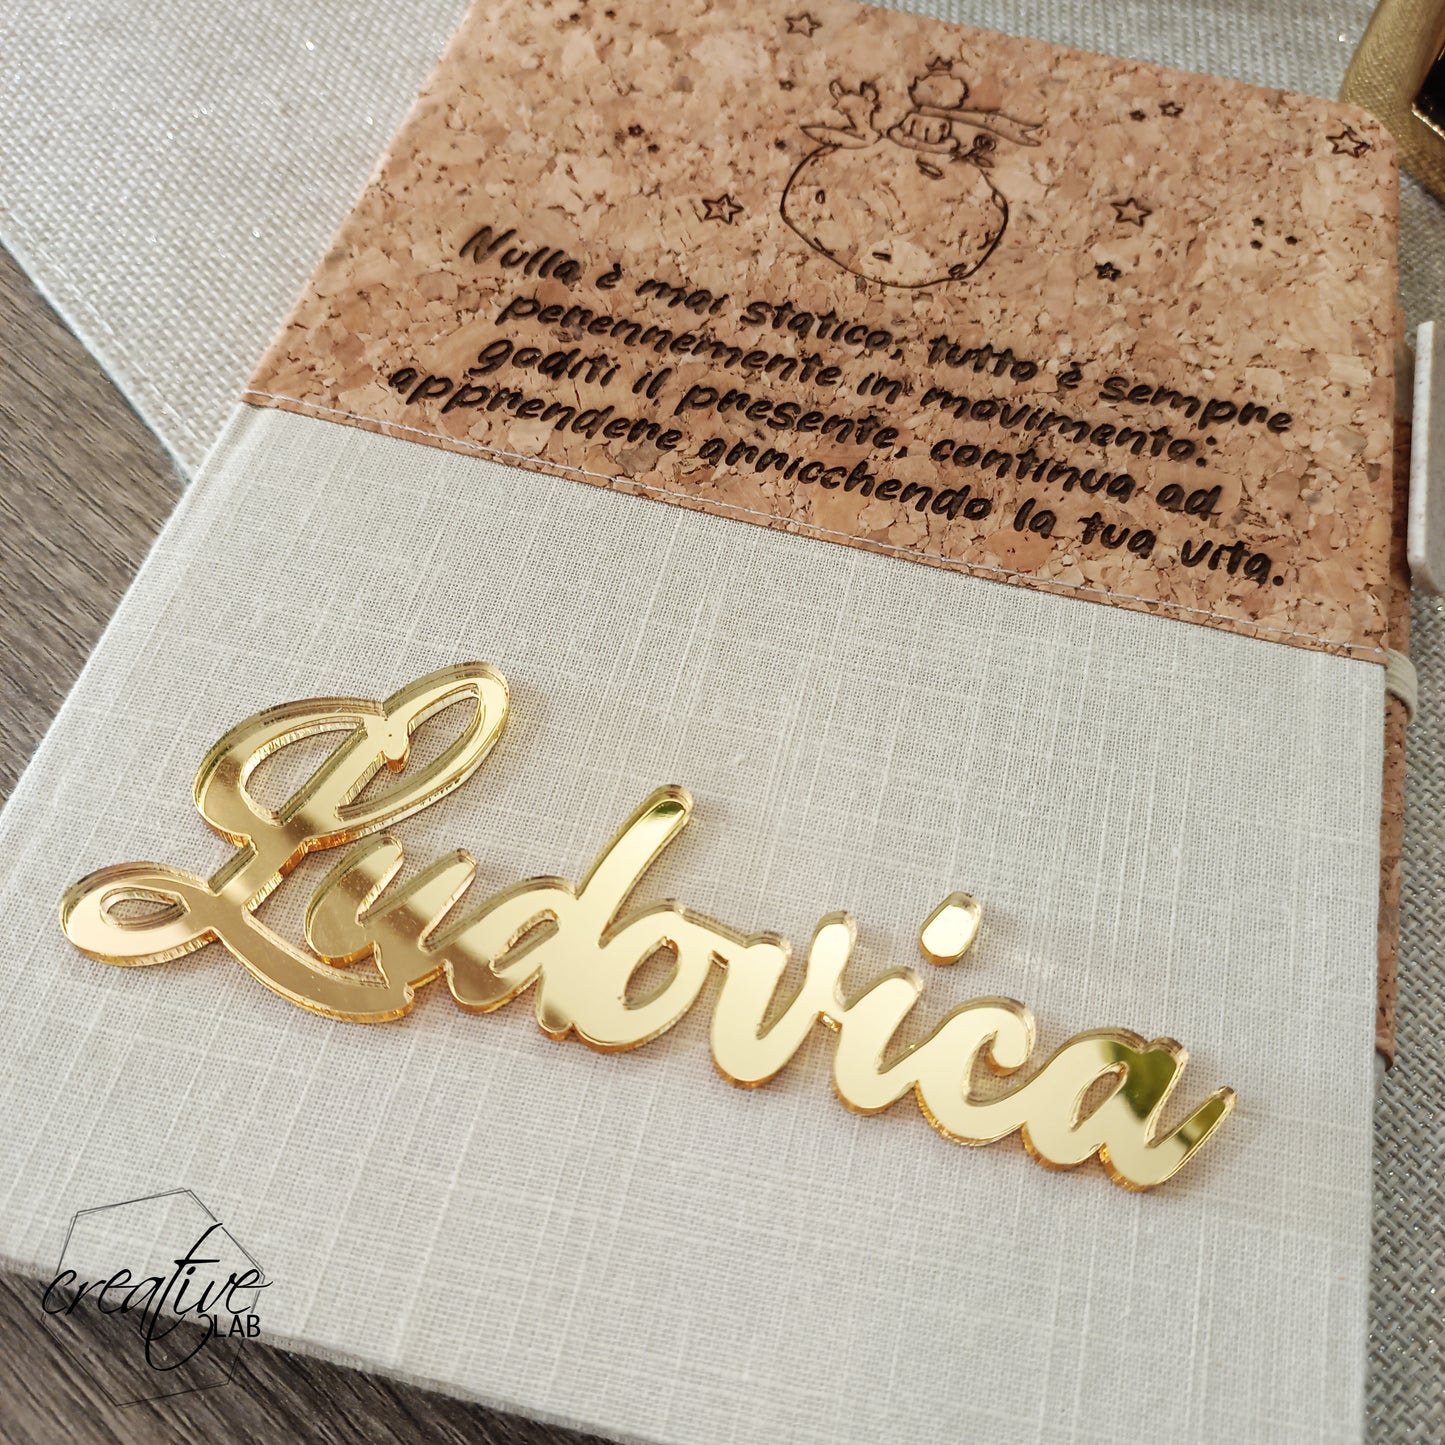 Nulla è mai statico, tutto è sempre
perennemente in movimento:
goditi il presente, continua ad
apprendere arricchendo la tua vita.
Ludovica
creative
LAB